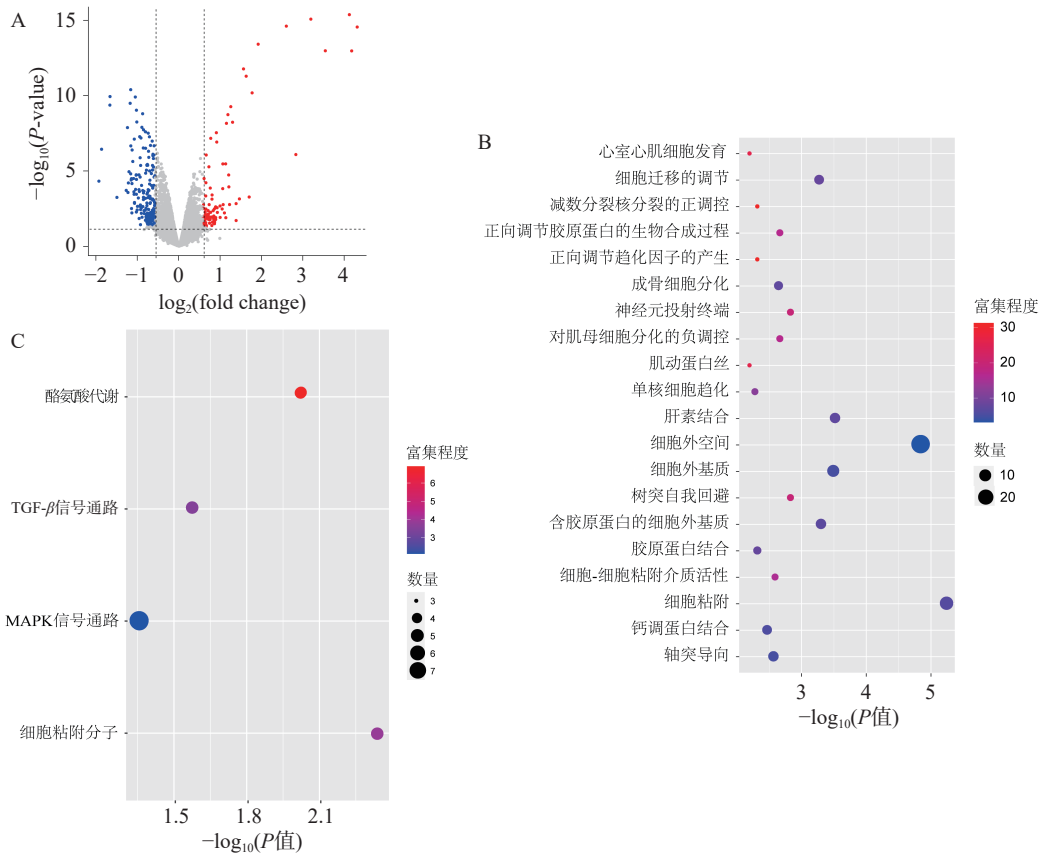 A
−log10(P-value)
15
10
5
0
−2 −1 0 1 2 3 4
log2(fold change)
B
心室心肌细胞发育
细胞迁移的调节
减数分裂核分裂的正调控
正向调节胶原蛋白的生物合成过程
正向调节趋化因子的产生
成骨细胞分化
神经元投射终端
对肌母细胞分化的负调控
肌动蛋白丝
单核细胞趋化
肝素结合
细胞外空间
细胞外基质
树突自我回避
含胶原蛋白的细胞外基质
胶原蛋白结合
细胞-细胞粘附介质活性
细胞粘附
钙调蛋白结合
轴突导向
3 4 5
−log10(P值)
富集程度
30
20
10
数量
10
20
C
酪氨酸代谢
TGF-β信号通路
MAPK信号通路
细胞粘附分子
1.5 1.8 2.1
−log10(P值)
富集程度
6
5
4
3
数量
3
4
5
6
7